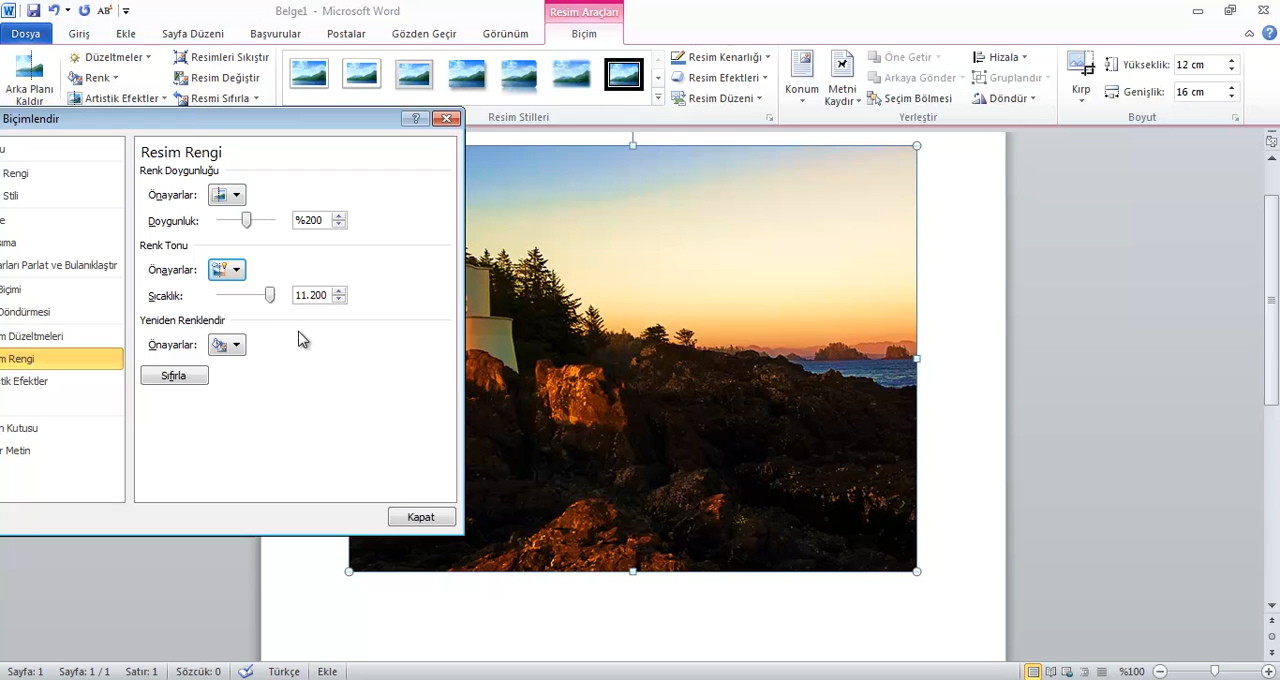 Belge1 - Microsoft Word
Resim Araçları
Dosya
Giriş
Ekle
Sayfa Düzeni
Başvurular
Postalar
Gözden Geçir
Görünüm
Biçim
Arka Planı
Kaldır
Düzeltmeler
Renk
Artistik Efektler
Resimleri Sıkıştır
Resim Değiştir
Resmi Sıfırla
Resim Stilleri
Resim Kenarlığı
Resim Efektleri
Resim Düzeni
Konum
Metni
Kaydır
Öne Getir
Arkaya Gönder
Seçim Bölmesi
Hizala
Gruplandır
Döndür
Yerleştir
Kırp
Yükseklik: 12 cm
Genişlik: 16 cm
Boyut
Biçimlendir
u
Rengi
Stili
e
ma
arları Parlat ve Bulanıklaştır
içimi
Döndürmesi
m Düzeltmeleri
m Rengi
tik Efektler
n Kutusu
r Metin
Resim Rengi
Renk Doygunluğu
Önayarlar:
Doygunluk: %200
Renk Tonu
Önayarlar:
Sıcaklık: 11.200
Yeniden Renklendir
Önayarlar:
Sıfırla
Kapat
Sayfa: 1
Sayfa: 1 / 1
Satır: 1
Sözcük: 0
Türkçe
Ekle
%100